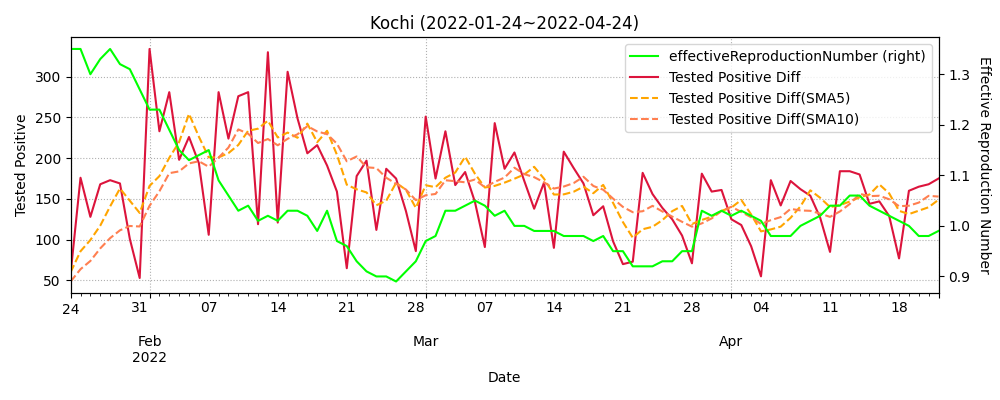 Kochi (2022-01-24~2022-04-24)
effectiveReproductionNumber (right)
Tested Positive Diff
Tested Positive Diff(SMA5)
Tested Positive Diff(SMA10)
Tested Positive
300
250
200
150
100
50
1.3
1.2
1.1
1.0
0.9
Effective Reproduction Number
24 31 07 14 21 28 07 14 21 28 04 11 18
Feb Mar Apr
2022
Date